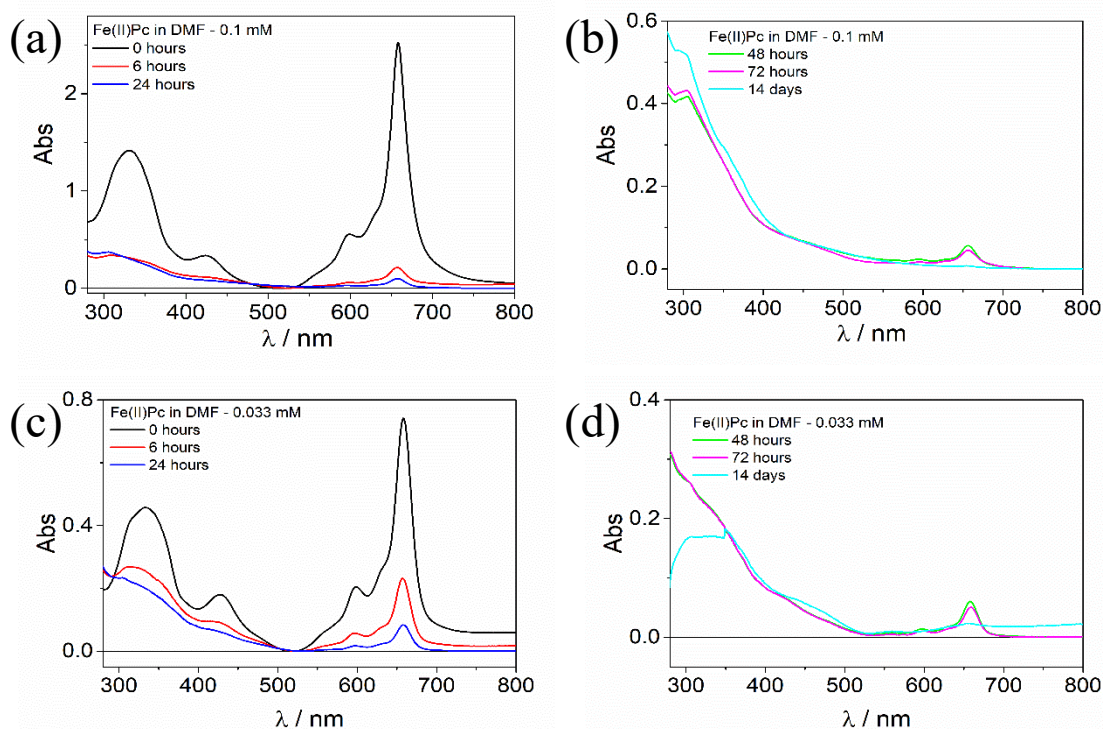 (a)
Fe(II)Pc in DMF - 0.1 mM
0 hours
6 hours
24 hours
Abs
2
1
0
300 400 500 600 700 800
λ / nm
(b)
Fe(II)Pc in DMF - 0.1 mM
48 hours
72 hours
14 days
Abs
0.6
0.4
0.2
0.0
300 400 500 600 700 800
λ / nm
(c)
Fe(II)Pc in DMF - 0.033 mM
0 hours
6 hours
24 hours
Abs
0.8
0.4
0.0
300 400 500 600 700 800
λ / nm
(d)
Fe(II)Pc in DMF - 0.033 mM
48 hours
72 hours
14 days
Abs
0.4
0.2
0.0
300 400 500 600 700 800
λ / nm